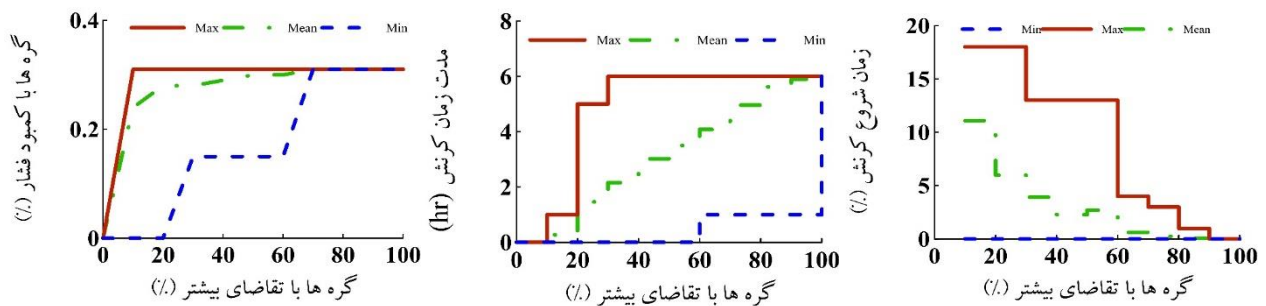 گره ها با کمبود فشار (٪)
0.4
0.2
0
Max Mean Min
0 20 40 60 80 100
گره ها با تقاضای بیشتر (٪)
مدت زمان کرنش (hr)
8
6
4
2
0
Max Mean Min
0 20 40 60 80 100
گره ها با تقاضای بیشتر (٪)
زمان شروع کرنش (٪)
20
15
10
5
0
Min Max Mean
0 20 40 60 80 100
گره ها با تقاضای بیشتر (٪)